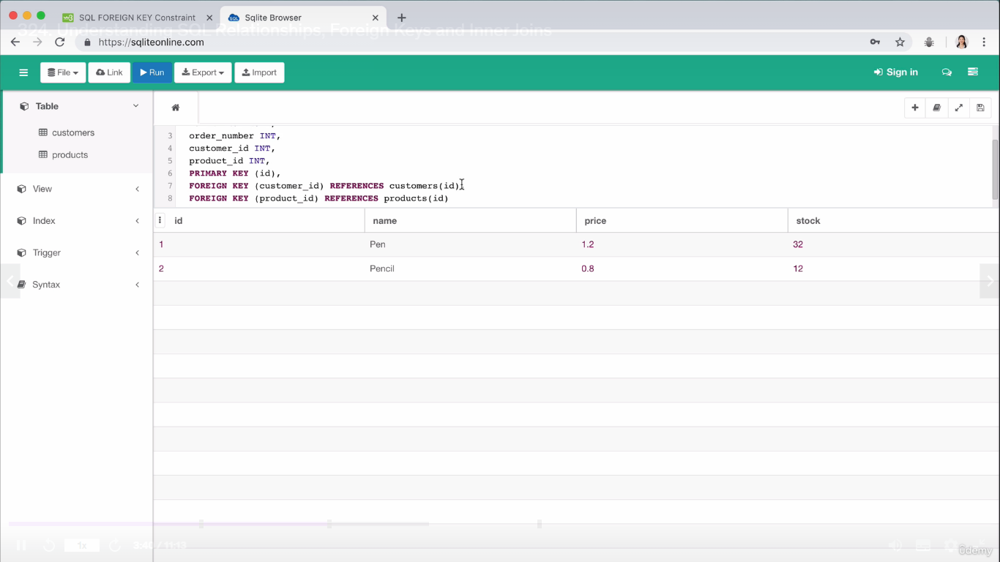 SQL FOREIGN KEY Constraint
Sqlite Browser
324. Understanding SQL Relationships, Foreign Keys and Inner Joins
https://sqliteonline.com
File
Link
Run
Export
Import
Sign in
Table
customers
products
View
Index
Trigger
Syntax
3 order_number INT,
4 customer_id INT,
5 product_id INT,
6 PRIMARY KEY (id),
7 FOREIGN KEY (customer_id) REFERENCES customers(id),
8 FOREIGN KEY (product_id) REFERENCES products(id)
id name price stock
1 Pen 1.2 32
2 Pencil 0.8 12
1x
3:40 / 11:13
ûdemy